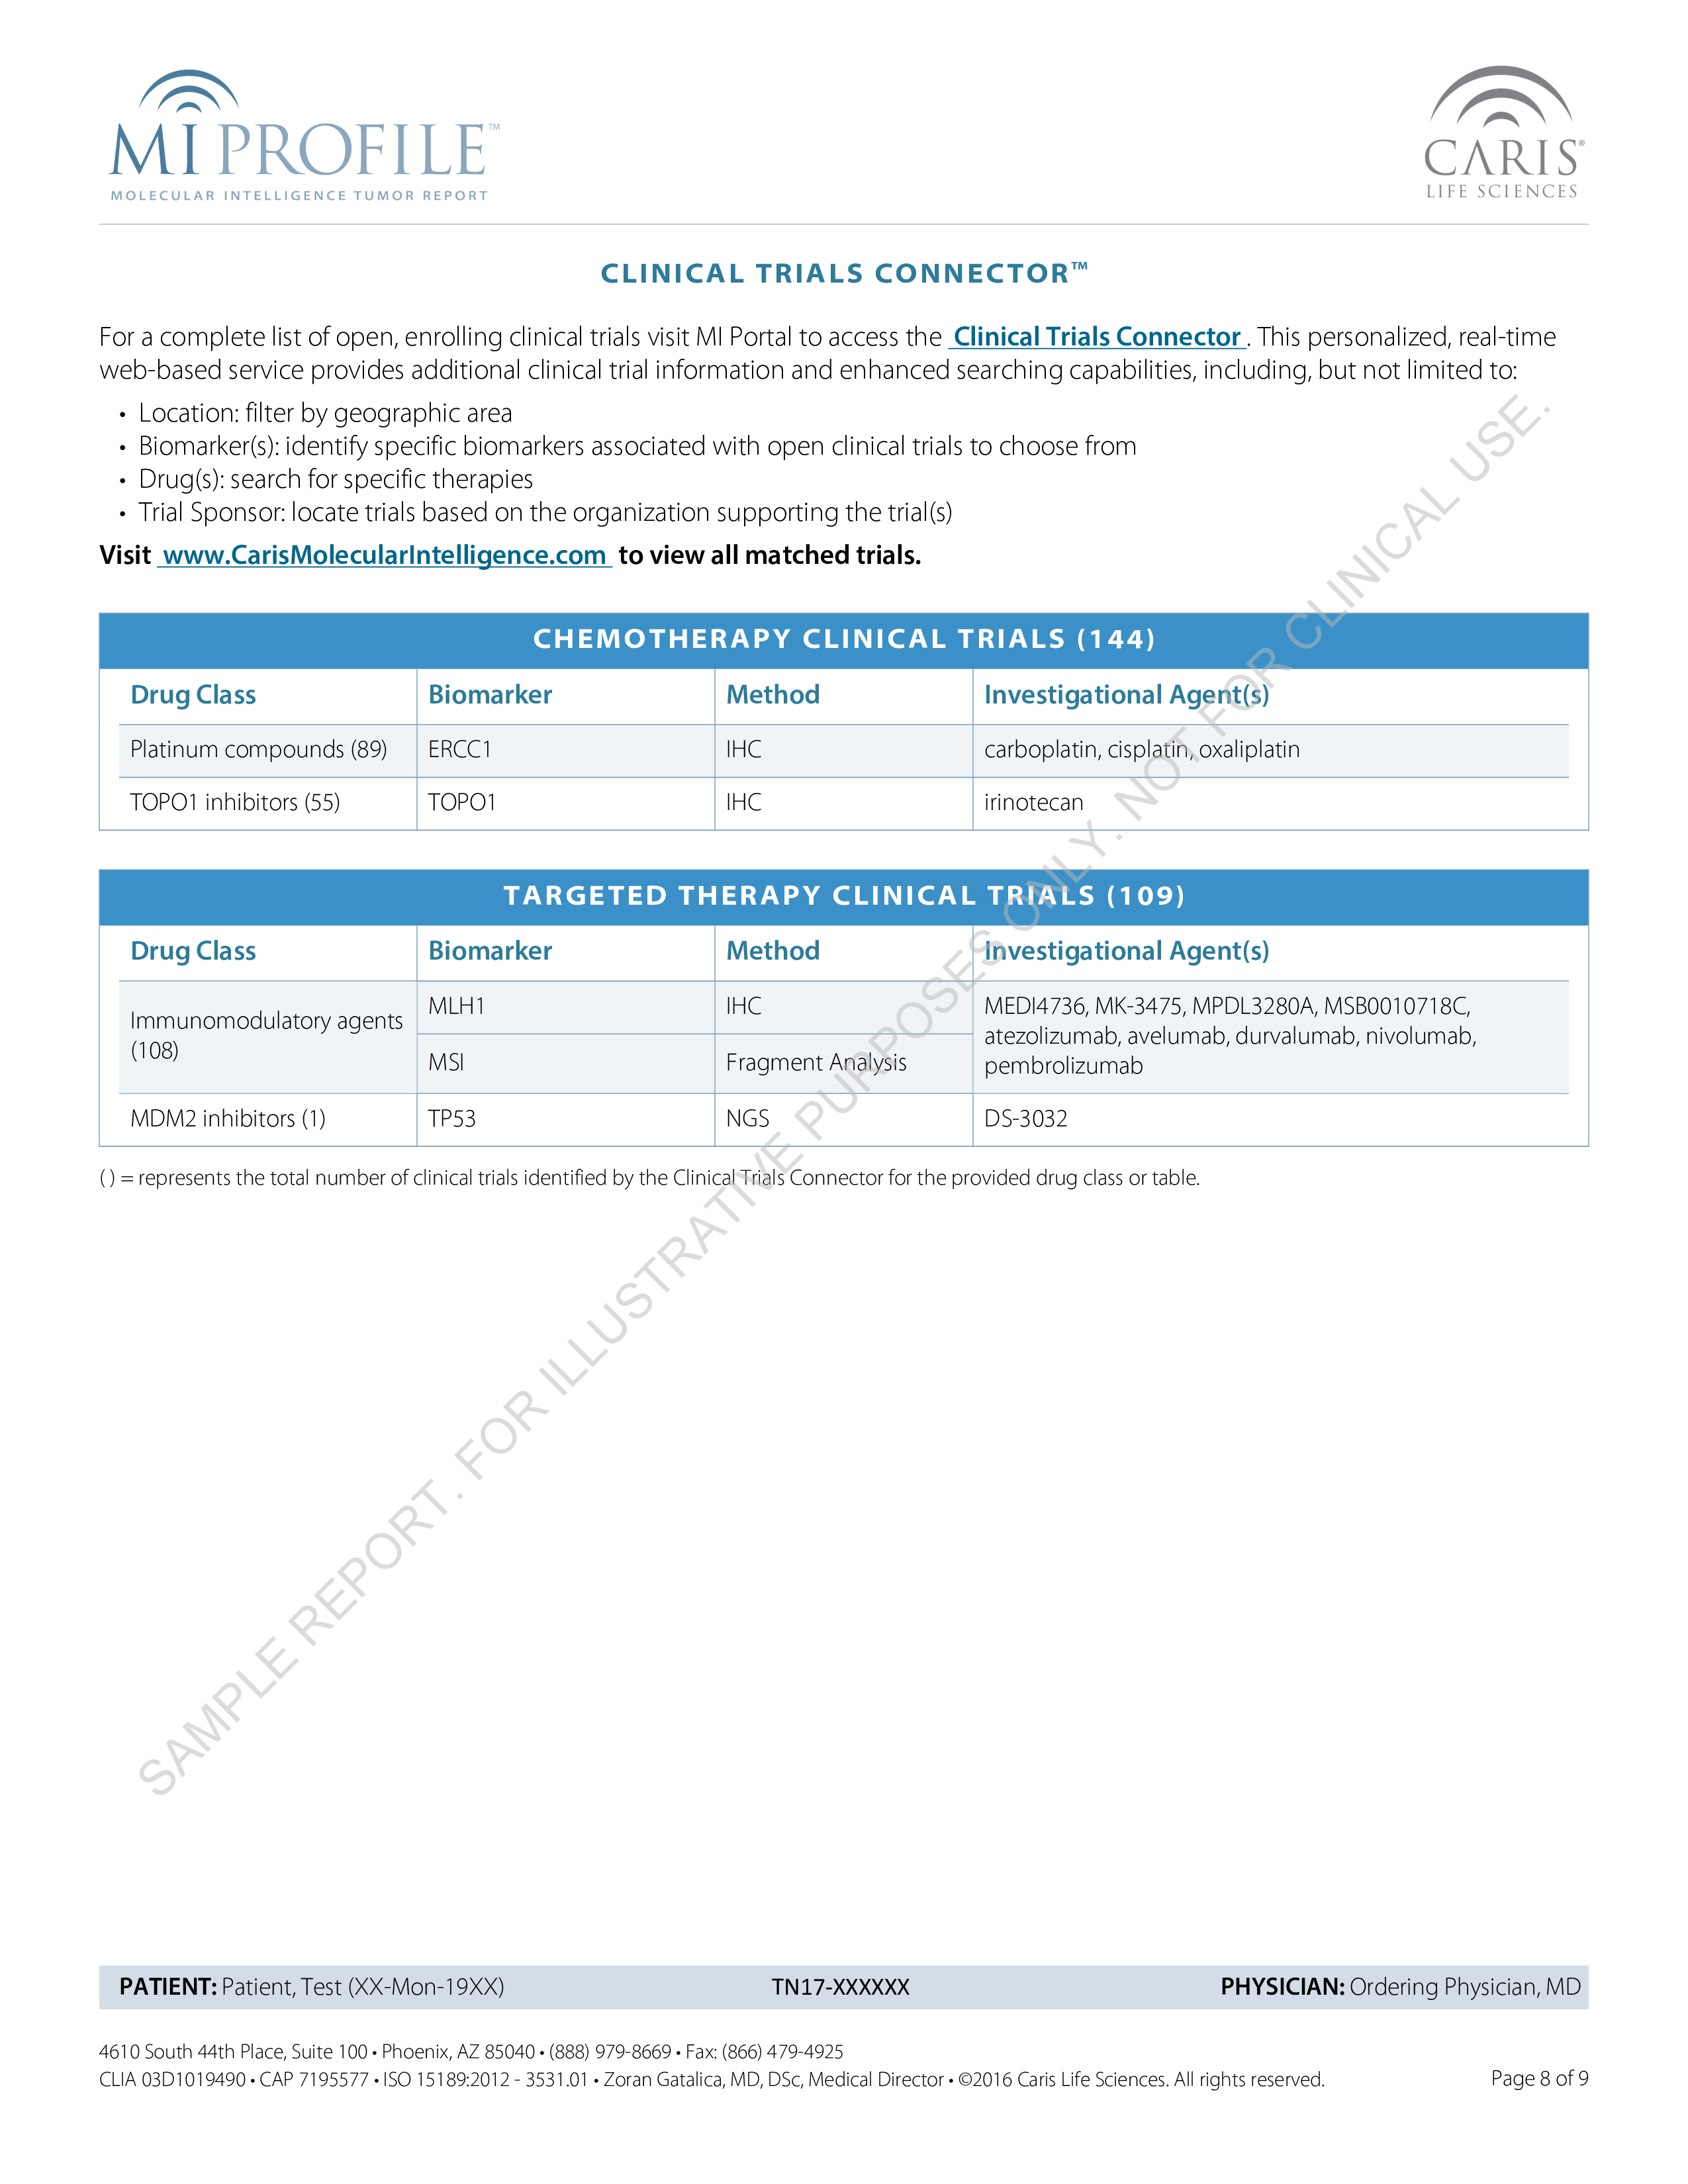 MI PROFILE™
MOLECULAR INTELLIGENCE TUMOR REPORT
CARIS®
LIFE SCIENCES
CLINICAL TRIALS CONNECTOR™
For a complete list of open, enrolling clinical trials visit MI Portal to access the Clinical Trials Connector. This personalized, real-time
web-based service provides additional clinical trial information and enhanced searching capabilities, including, but not limited to:
• Location: filter by geographic area
• Biomarker(s): identify specific biomarkers associated with open clinical trials to choose from
• Drug(s): search for specific therapies
• Trial Sponsor: locate trials based on the organization supporting the trial(s)
Visit www.CarisMolecularIntelligence.com to view all matched trials.
CHEMOTHERAPY CLINICAL TRIALS (144)
Drug Class Biomarker Method Investigational Agent(s)
Platinum compounds (89) ERCC1 IHC carboplatin, cisplatin, oxaliplatin
TOPO1 inhibitors (55) TOPO1 IHC irinotecan
TARGETED THERAPY CLINICAL TRIALS (109)
Drug Class Biomarker Method Investigational Agent(s)
Immunomodulatory agents
(108)
MLH1 IHC
MSI Fragment Analysis
MEDI4736, MK-3475, MPDL3280A, MSB0010718C,
atezolizumab, avelumab, durvalumab, nivolumab,
pembrolizumab
MDM2 inhibitors (1) TP53 NGS DS-3032
( ) = represents the total number of clinical trials identified by the Clinical Trials Connector for the provided drug class or table.
SAMPLE REPORT. FOR ILLUSTRATIVE PURPOSES ONLY. NOT FOR CLINICAL USE.
PATIENT: Patient, Test (XX-Mon-19XX) TN17-XXXXXX PHYSICIAN: Ordering Physician, MD
4610 South 44th Place, Suite 100 • Phoenix, AZ 85040 • (888) 979-8669 • Fax: (866) 479-4925
CLIA 03D1019490 • CAP 7195577 • ISO 15189:2012 - 3531.01 • Zoran Gatalica, MD, DSc, Medical Director • ©2016 Caris Life Sciences. All rights reserved. Page 8 of 9